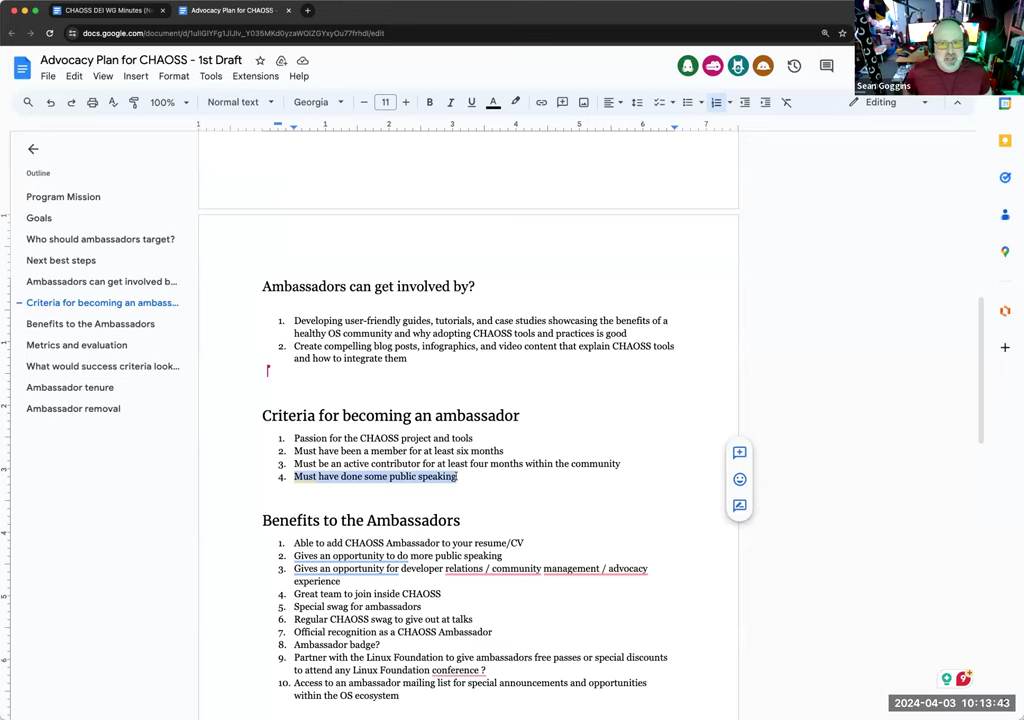 CHAOSS DEI WG Minutes (N
Advocacy Plan for CHAOSS
docs.google.com/document/d/1uIIGIYFg1JIJIv_Y035MKd0yzaWOlZGYxyOu77frhdI/edit
Sean Goggins
Advocacy Plan for CHAOSS - 1st Draft
File Edit View Insert Format Tools Extensions Help
100% Normal text Georgia 11 Editing
1 1 2 3 4 5 6 7
Outline
Program Mission
Goals
Who should ambassadors target?
Next best steps
Ambassadors can get involved b...
Criteria for becoming an ambass...
Benefits to the Ambassadors
Metrics and evaluation
What would success criteria look...
Ambassador tenure
Ambassador removal
Ambassadors can get involved by?
1. Developing user-friendly guides, tutorials, and case studies showcasing the benefits of a
healthy OS community and why adopting CHAOSS tools and practices is good
2. Create compelling blog posts, infographics, and video content that explain CHAOSS tools
and how to integrate them
Criteria for becoming an ambassador
1. Passion for the CHAOSS project and tools
2. Must have been a member for at least six months
3. Must be an active contributor for at least four months within the community
4. Must have done some public speaking
Benefits to the Ambassadors
1. Able to add CHAOSS Ambassador to your resume/CV
2. Gives an opportunity to do more public speaking
3. Gives an opportunity for developer relations / community management / advocacy
experience
4. Great team to join inside CHAOSS
5. Special swag for ambassadors
6. Regular CHAOSS swag to give out at talks
7. Official recognition as a CHAOSS Ambassador
8. Ambassador badge?
9. Partner with the Linux Foundation to give ambassadors free passes or special discounts
to attend any Linux Foundation conference ?
10. Access to an ambassador mailing list for special announcements and opportunities
within the OS ecosystem
2024-04-03 10:13:43